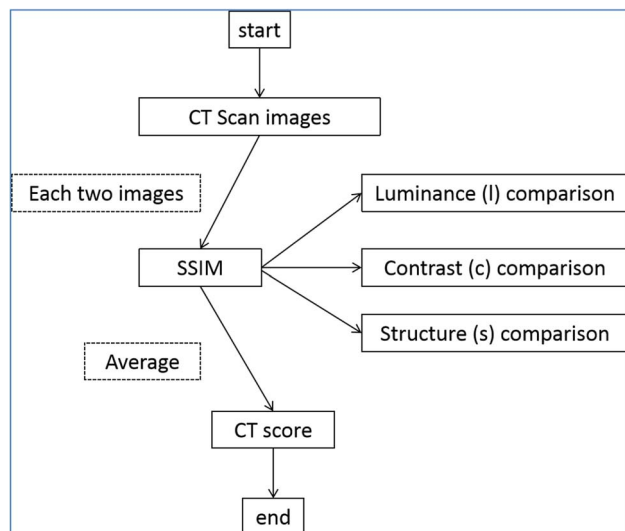 start
CT Scan images
Each two images
Luminance (l) comparison
SSIM
Contrast (c) comparison
Structure (s) comparison
Average
CT score
end